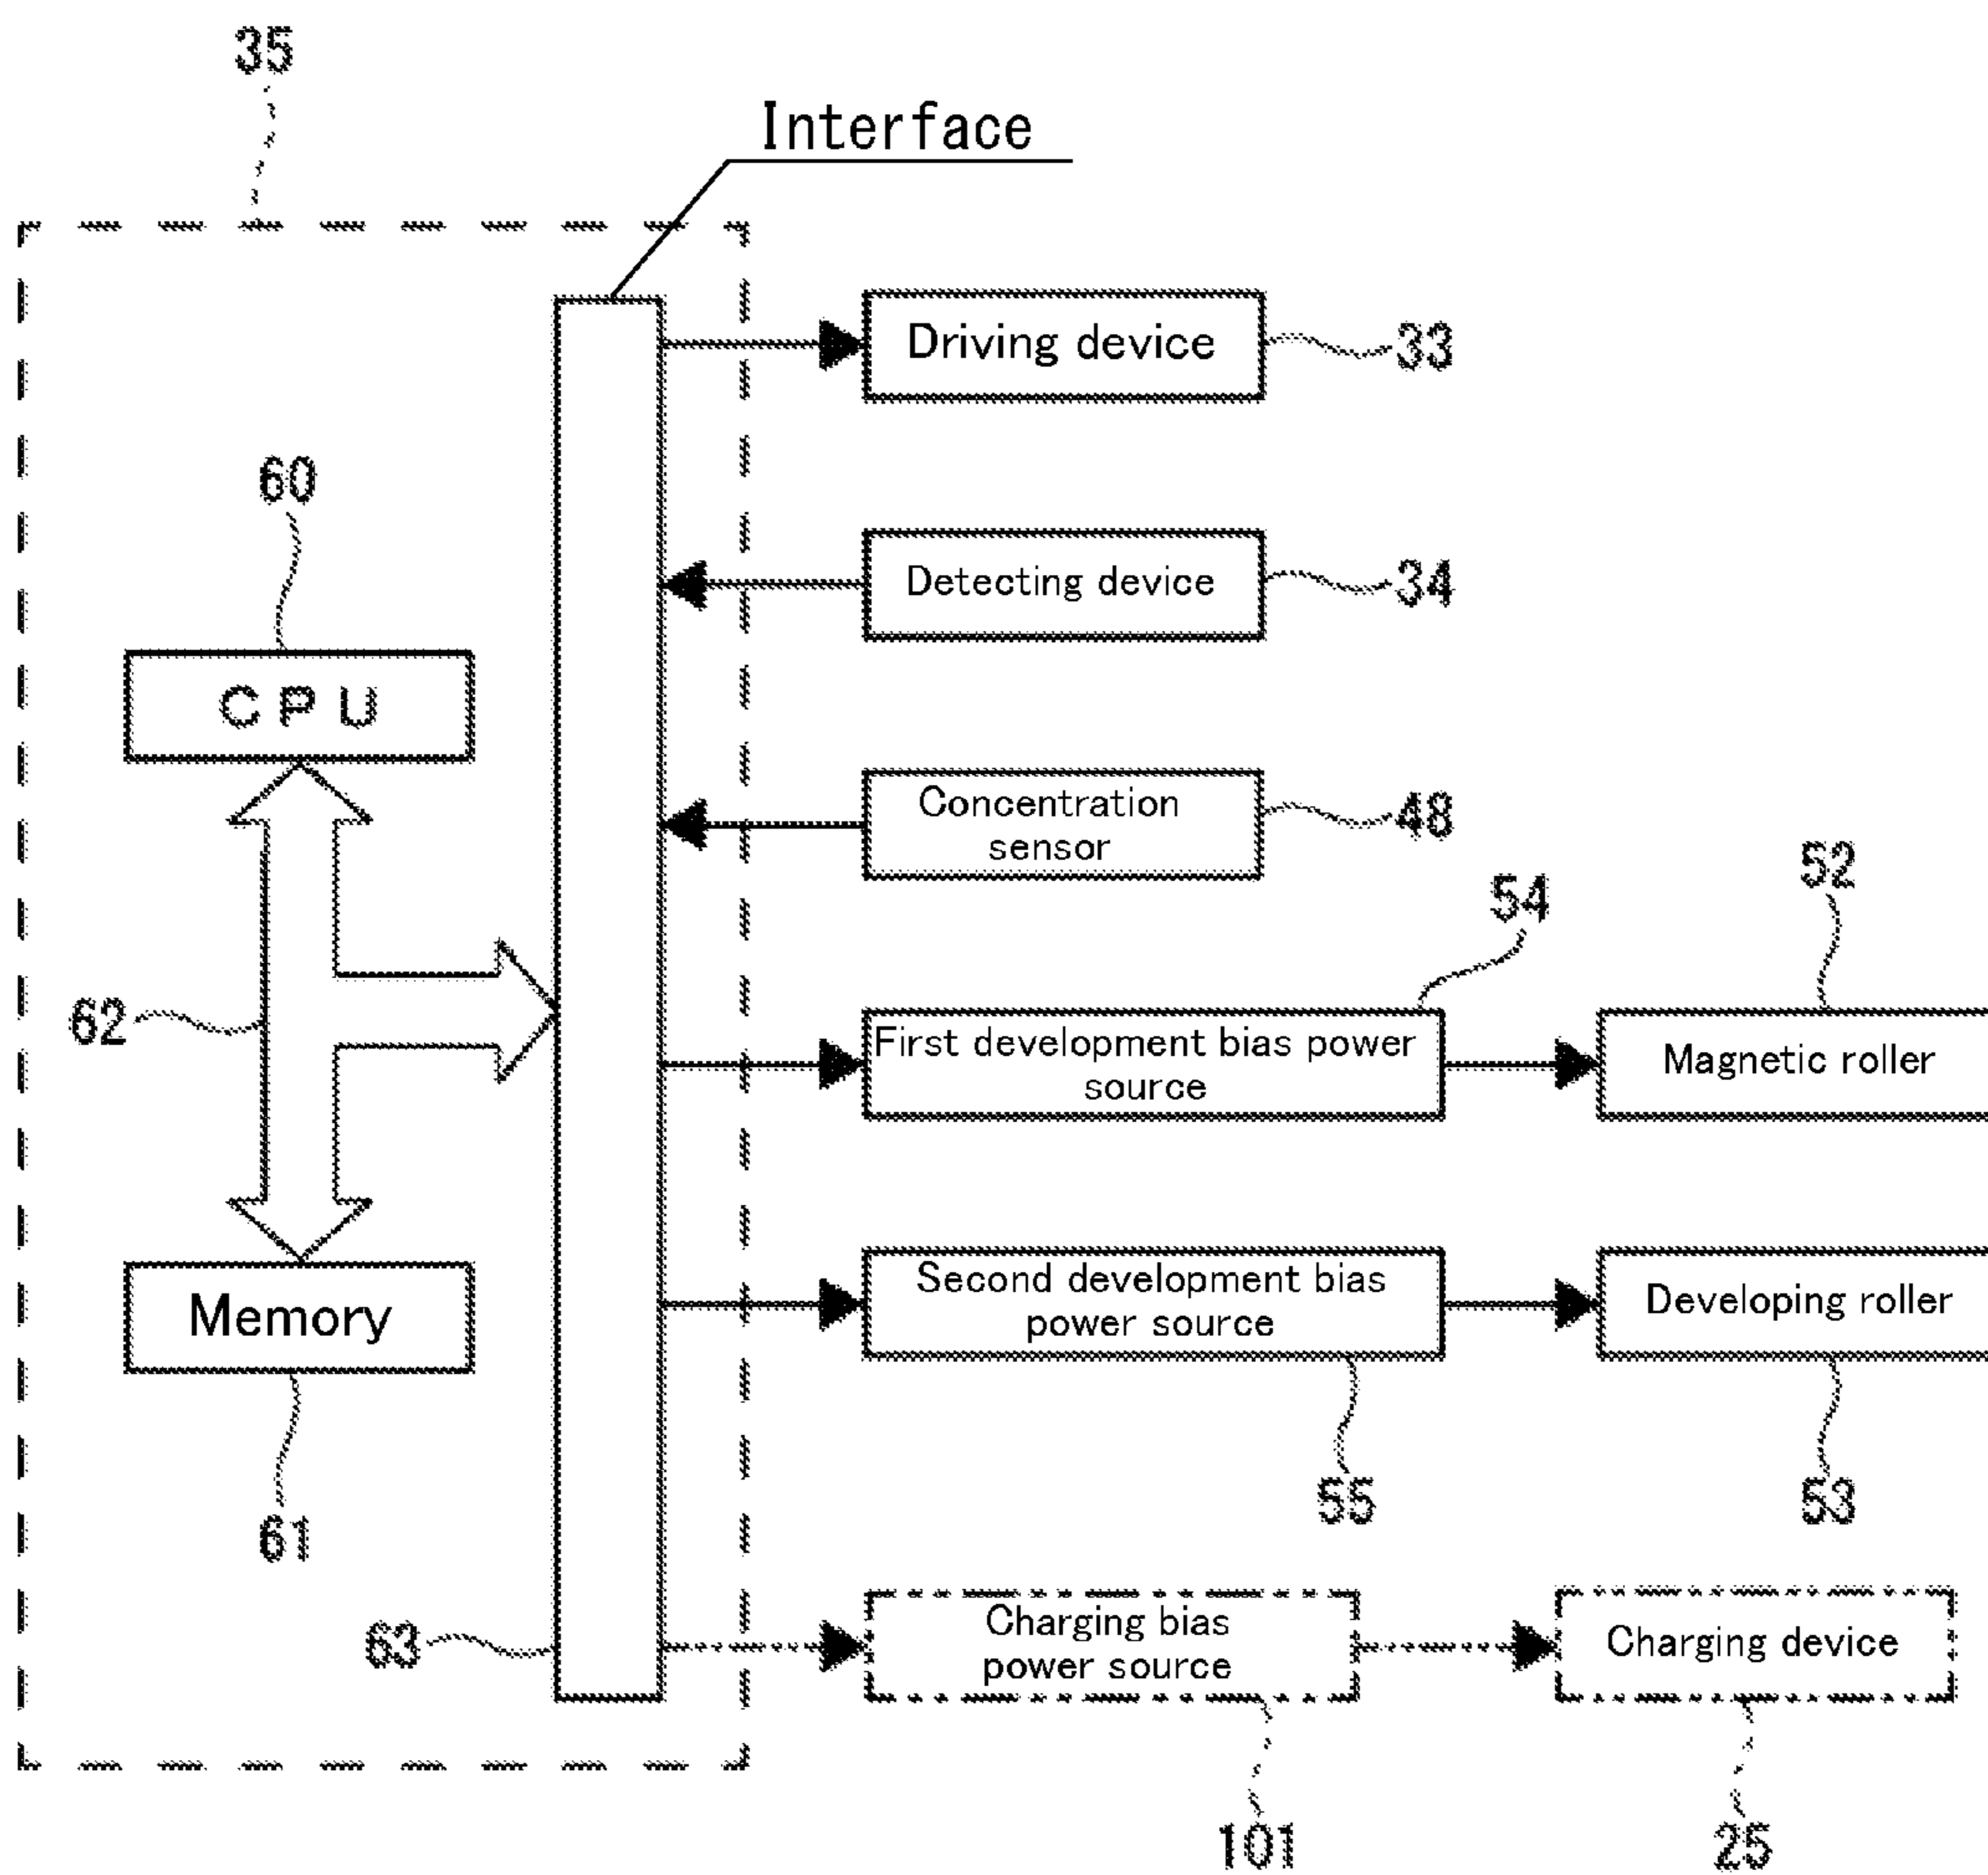 35
Interface
Driving device
33
60
Detecting device
34
CPU
Concentration
sensor
48
54
52
62
First development bias power
source
Magnetic roller
Memory
Second development bias
power source
Developing roller
61
55
53
63
Charging bias
power source
Charging device
101
25